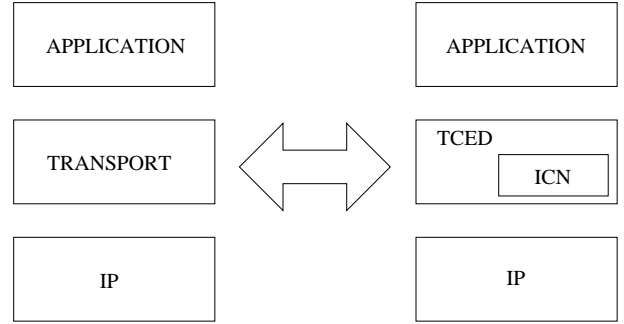 APPLICATION
APPLICATION
TRANSPORT
TCED
ICN
IP
IP